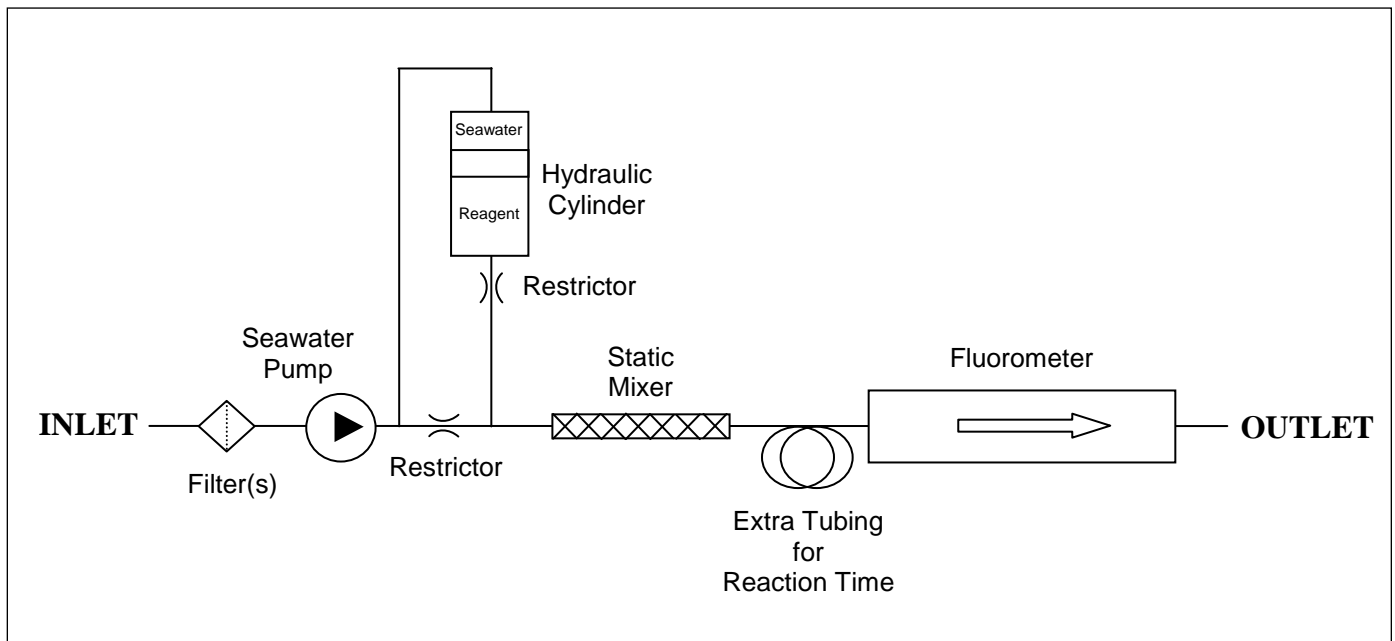 Seawater
Hydraulic
Cylinder
Reagent
Restrictor
Seawater
Pump
Static
Mixer
Fluorometer
INLET
OUTLET
Filter(s)
Restrictor
Extra Tubing
for
Reaction Time